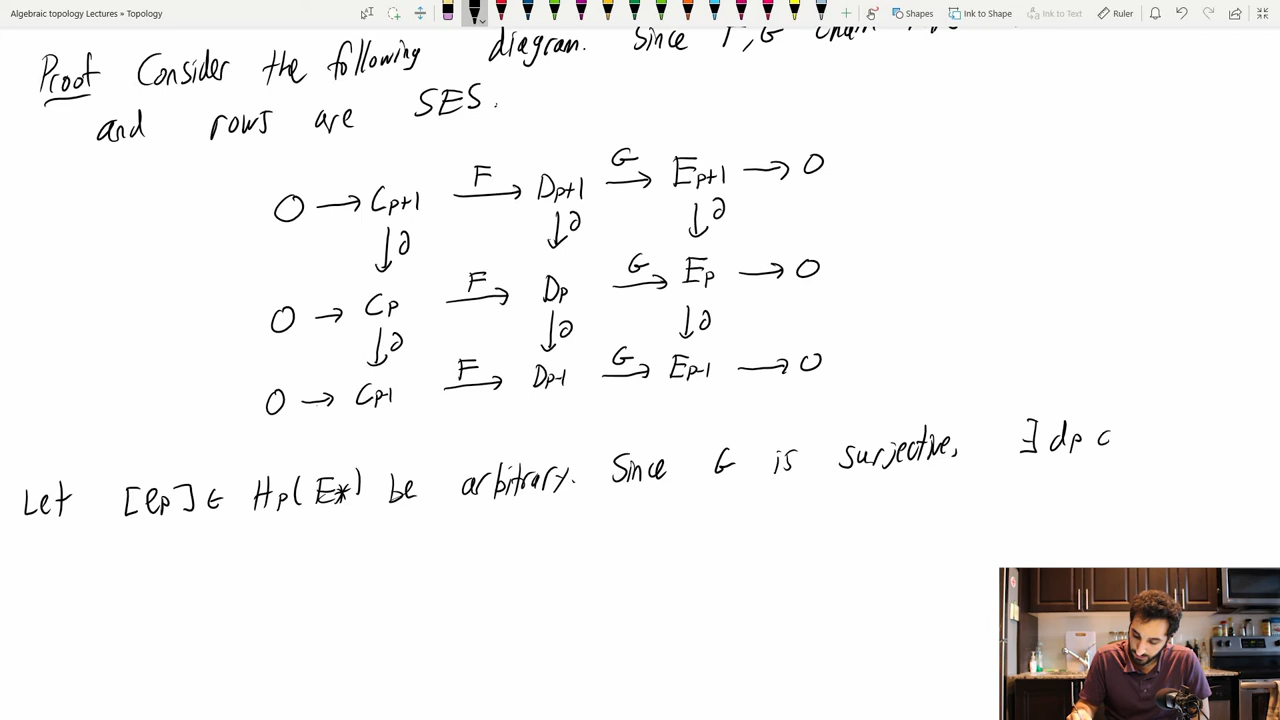 Algebraic topology Lectures » Topology
Shapes Ink to Shape Ink to Text Ruler
Proof Consider the following diagram. Since F, G chain
and rows are SES.
0 → Cp+1 F→ Dp+1 G→ Ep+1 → 0
↓∂ ↓∂ ↓∂
0 → Cp F→ Dp G→ Ep → 0
↓∂ ↓∂ ↓∂
0 → Cp-1 F→ Dp-1 G→ Ep-1 → 0
Let [ep] ∈ Hp(E*) be arbitrary. Since G is surjective, ∃ dp